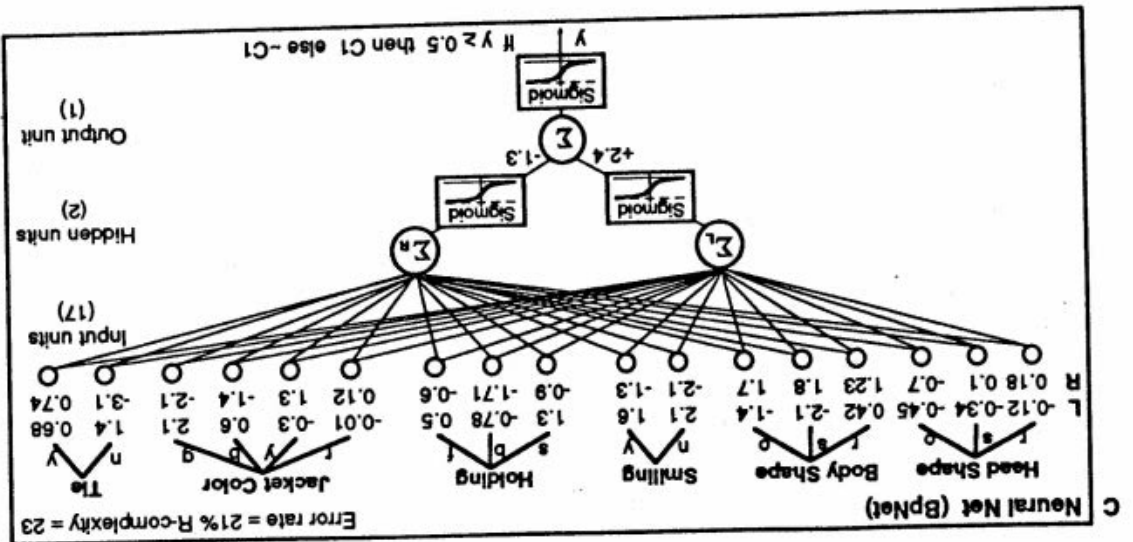 C Neural Net (BpNet)
Error rate = 21% R-complexity = 23
Head Shape Body Shape Smiling Holding Jacket Color Tie
r s o r s o n y s b f r y b g n y
L -0.12 -0.34 -0.45 0.42 -2.1 -1.4 2.1 1.6 1.3 -0.78 0.5 -0.01 -0.3 0.6 2.1 1.4 0.68
R 0.18 0.1 -0.7 1.23 1.8 1.7 -2.1 -1.3 -0.9 -1.71 -0.6 0.12 1.3 -1.4 -2.1 -3.1 0.74
Input units
(17)
ΣL ΣR
Hidden units
(2)
Sigmoid Sigmoid
+2.4 -1.3
Σ
Output unit
(1)
Sigmoid
y If y ≥ 0.5 then C1 else ~C1